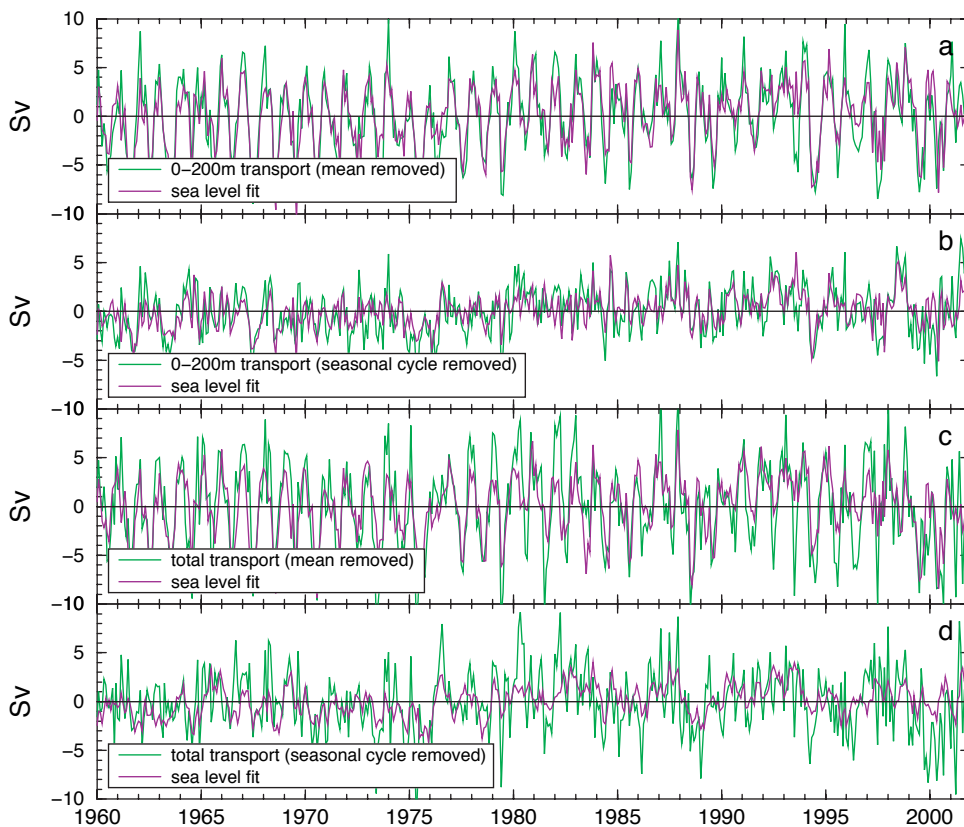 10
5
0
−5
−10
Sv
a
0−200m transport (mean removed)
sea level fit
5
0
−5
−10
Sv
b
0−200m transport (seasonal cycle removed)
sea level fit
5
0
−5
−10
Sv
c
total transport (mean removed)
sea level fit
5
0
−5
−10
Sv
d
total transport (seasonal cycle removed)
sea level fit
1960 1965 1970 1975 1980 1985 1990 1995 2000